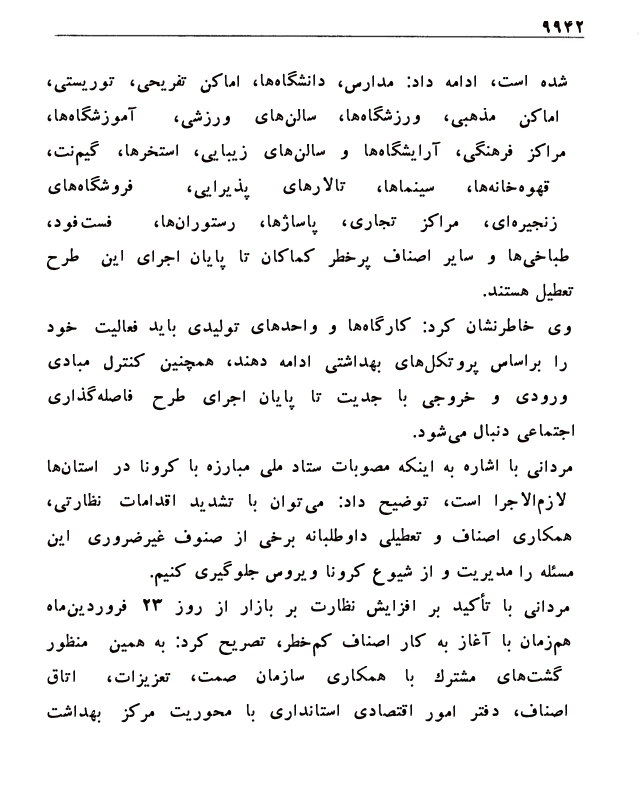 ۹۹۴۲
شده است، ادامه داد: مدارس، دانشگاه‌ها، اماکن تفریحی، توریستی،
اماکن مذهبی، ورزشگاه‌ها، سالن‌های ورزشی، آموزشگاه‌ها،
مراکز فرهنگی، آرایشگاه‌ها و سالن‌های زیبایی، استخرها، گیم‌نت،
قهوه‌خانه‌ها، سینماها، تالارهای پذیرایی، فروشگاه‌های
زنجیره‌ای، مراکز تجاری، پاساژها، رستوران‌ها، فست‌فود،
طباخی‌ها و سایر اصناف پرخطر کماکان تا پایان اجرای این طرح
تعطیل هستند.
وی خاطرنشان کرد: کارگاه‌ها و واحدهای تولیدی باید فعالیت خود
را براساس پروتکل‌های بهداشتی ادامه دهند، همچنین کنترل مبادی
ورودی و خروجی با جدیت تا پایان اجرای طرح فاصله‌گذاری
اجتماعی دنبال می‌شود.
مردانی با اشاره به اینکه مصوبات ستاد ملی مبارزه با کرونا در استان‌ها
لازم‌الاجرا است، توضیح داد: می‌توان با تشدید اقدامات نظارتی،
همکاری اصناف و تعطیلی داوطلبانه برخی از صنوف غیرضروری این
مسئله را مدیریت و از شیوع کرونا ویروس جلوگیری کنیم.
مردانی با تأکید بر افزایش نظارت بر بازار از روز ۲۳ فروردین‌ماه
هم‌زمان با آغاز به کار اصناف کم‌خطر، تصریح کرد: به همین منظور
گشت‌های مشترك با همکاری سازمان صمت، تعزیرات، اتاق
اصناف، دفتر امور اقتصادی استانداری با محوریت مرکز بهداشت